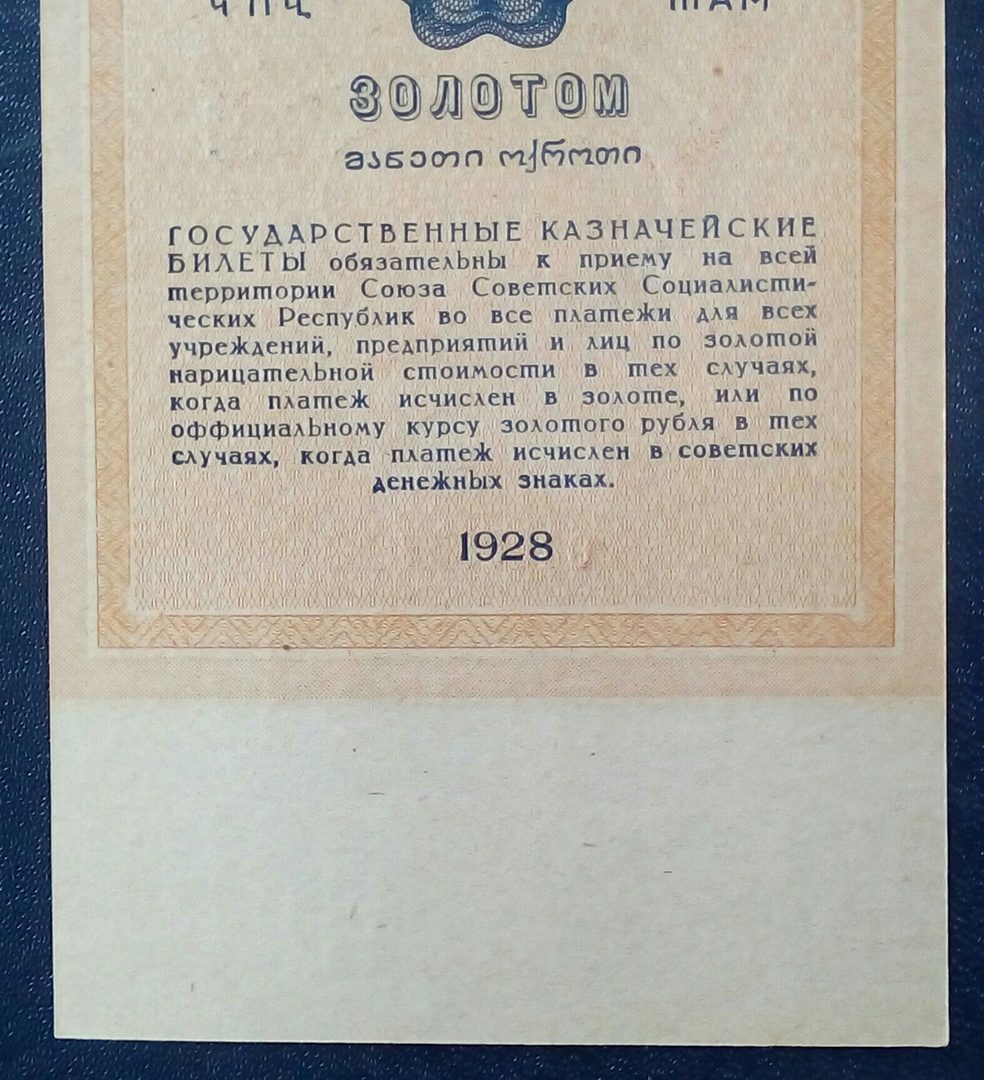 ЗОЛОТОМ
მანეთი ოქროთი
ГОСУДАРСТВЕННЫЕ КАЗНАЧЕЙСКИЕ
БИЛЕТЫ обязательны к приему на всей
территории Союза Советских Социалисти-
ческих Республик во все платежи для всех
учреждений, предприятий и лиц по золотой
нарицательной стоимости в тех случаях,
когда платеж исчислен в золоте, или по
оффициальному курсу золотого рубля в тех
случаях, когда платеж исчислен в советских
денежных знаках.
1928